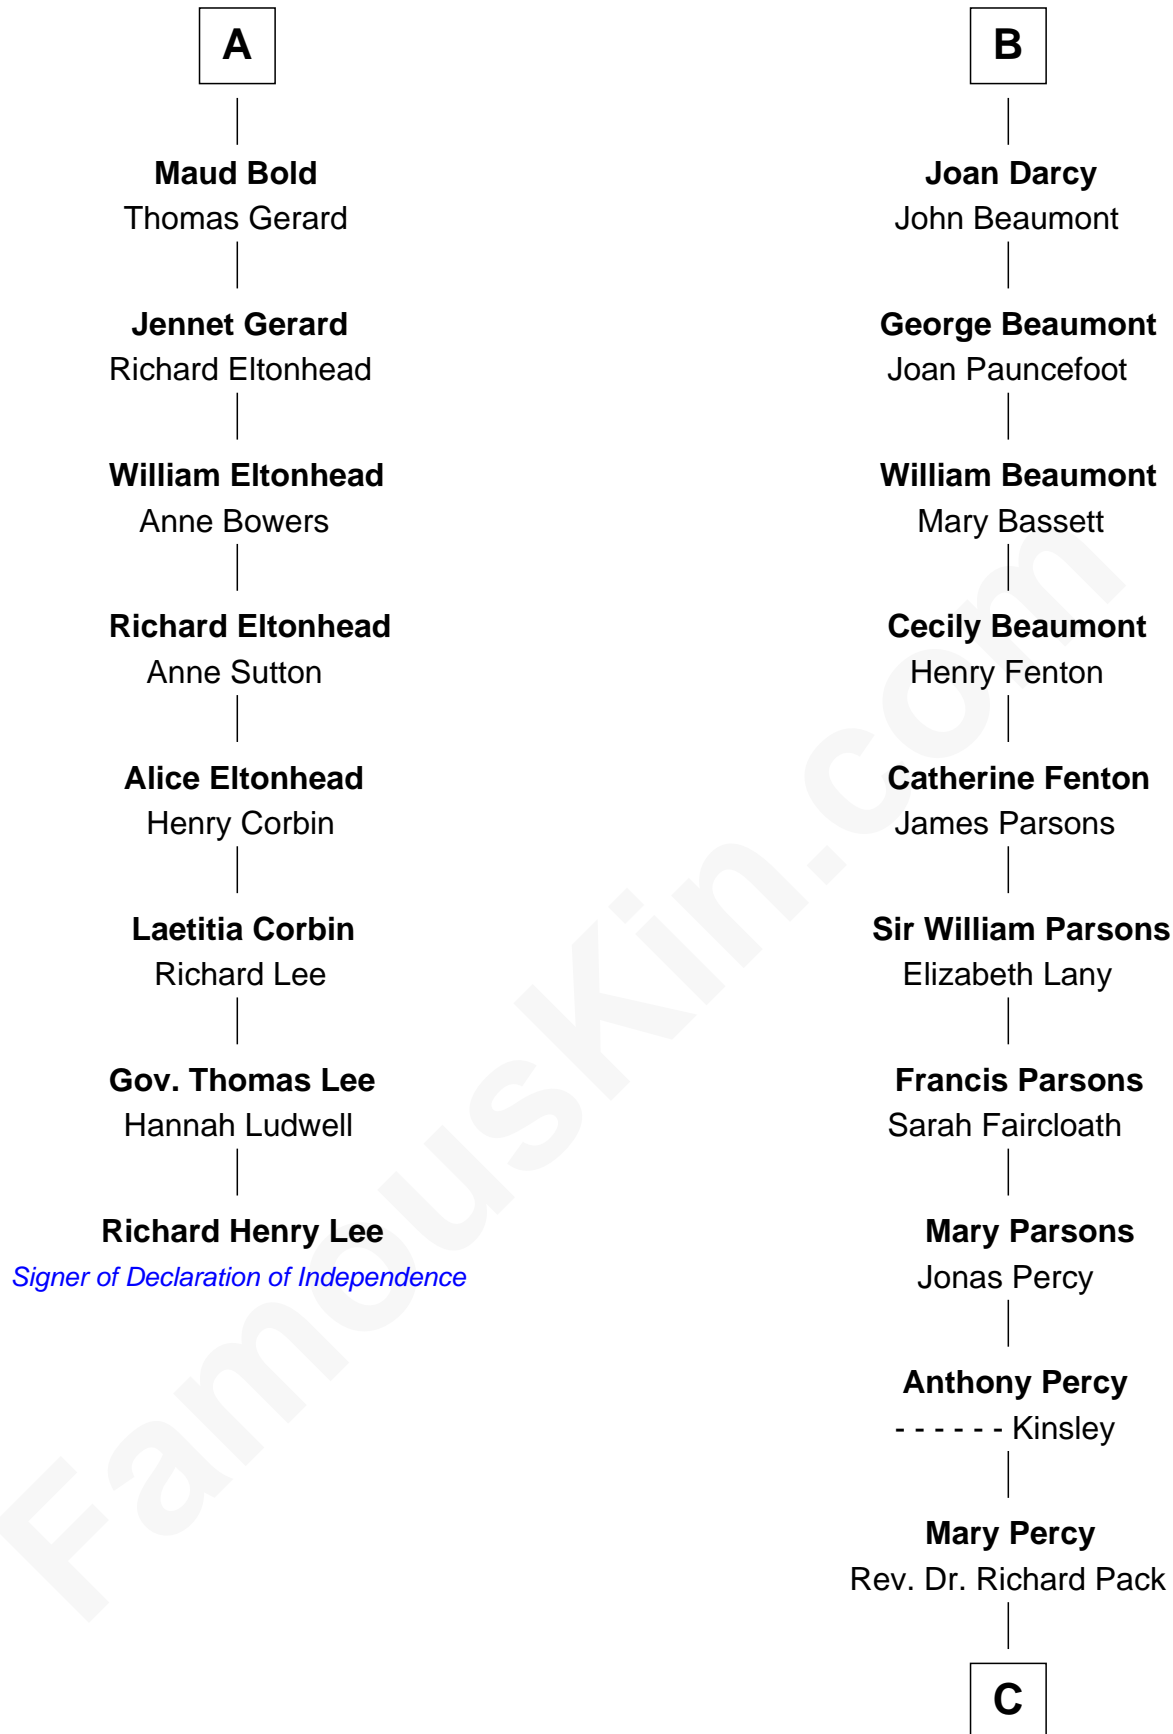 A
Maud Bold
Thomas Gerard
Jennet Gerard
Richard Eltonhead
William Eltonhead
Anne Bowers
Richard Eltonhead
Anne Sutton
Alice Eltonhead
Henry Corbin
Laetitia Corbin
Richard Lee
Gov. Thomas Lee
Hannah Ludwell
Richard Henry Lee
Signer of Declaration of Independence
B
Joan Darcy
John Beaumont
George Beaumont
Joan Pauncefoot
William Beaumont
Mary Bassett
Cecily Beaumont
Henry Fenton
Catherine Fenton
James Parsons
Sir William Parsons
Elizabeth Lany
Francis Parsons
Sarah Faircloath
Mary Parsons
Jonas Percy
Anthony Percy
- - - - - - Kinsley
Mary Percy
Rev. Dr. Richard Pack
C
FamousKin.com